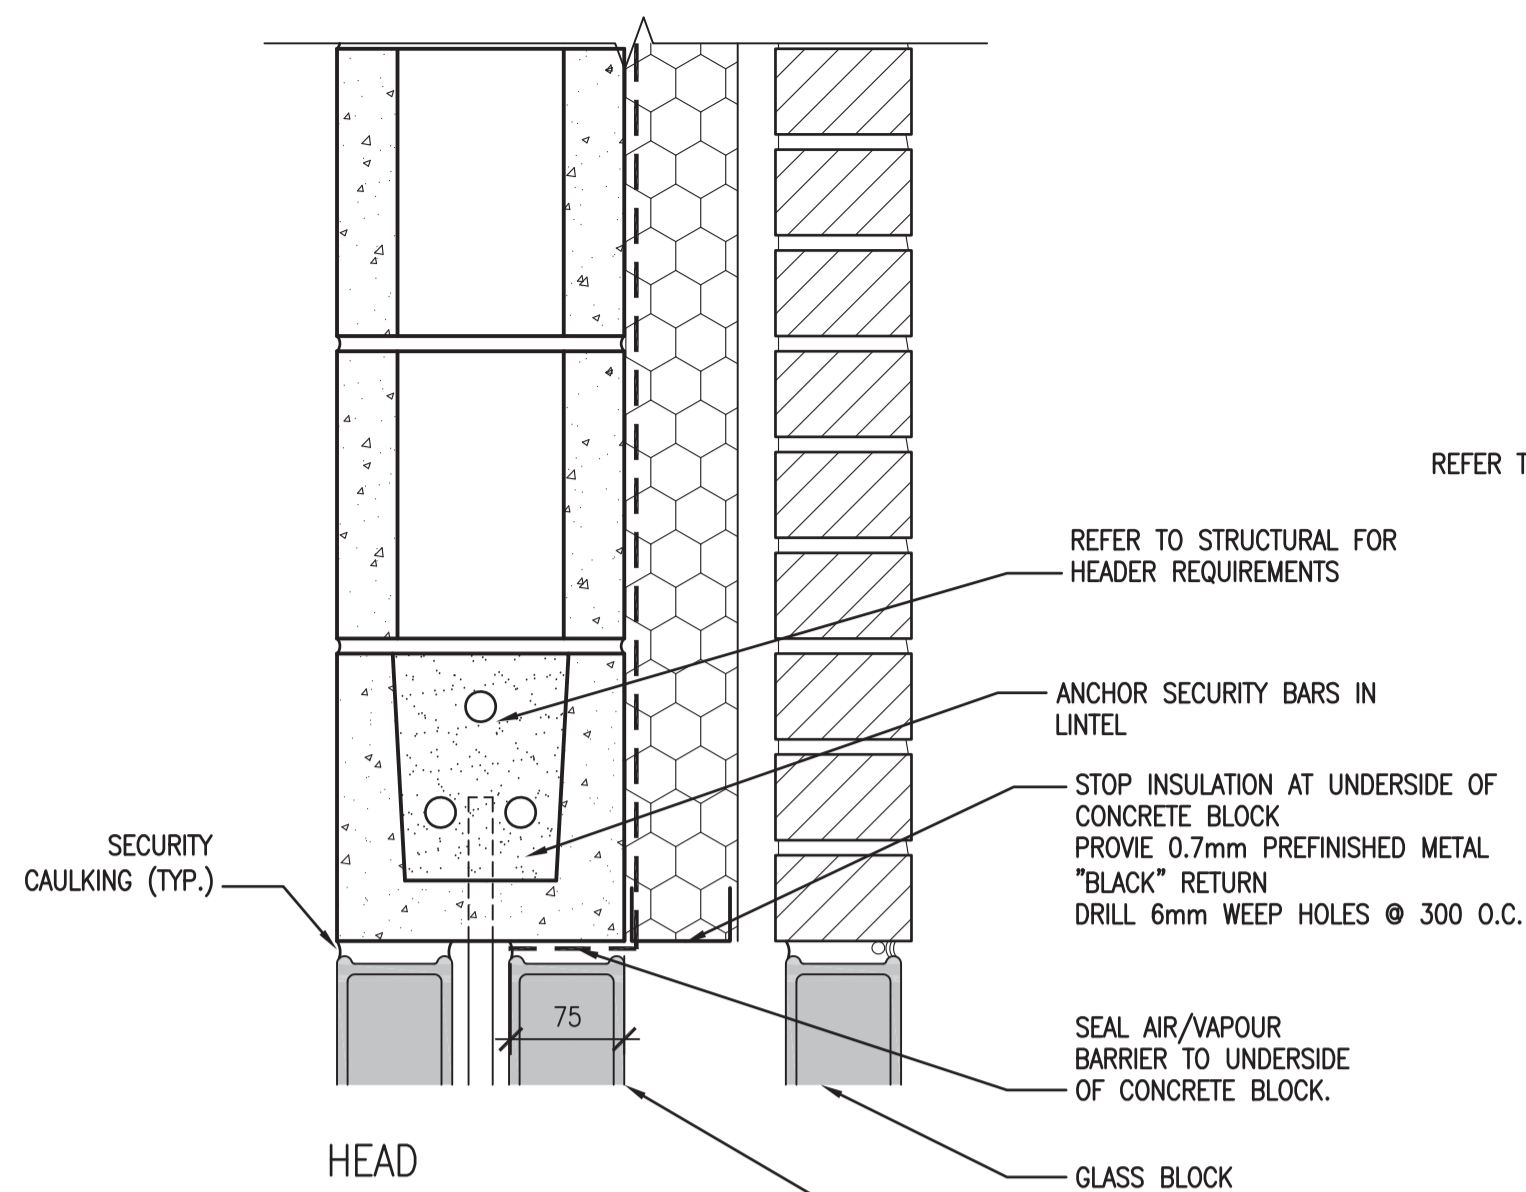 REFER T
REFER TO STRUCTURAL FOR
HEADER REQUIREMENTS
ANCHOR SECURITY BARS IN
LINTEL
STOP INSULATION AT UNDERSIDE OF
CONCRETE BLOCK
PROVIE 0.7mm PREFINISHED METAL
"BLACK" RETURN
DRILL 6mm WEEP HOLES @ 300 O.C.
SECURITY
CAULKING (TYP.)
75
SEAL AIR/VAPOUR
BARRIER TO UNDERSIDE
OF CONCRETE BLOCK.
HEAD
GLASS BLOCK